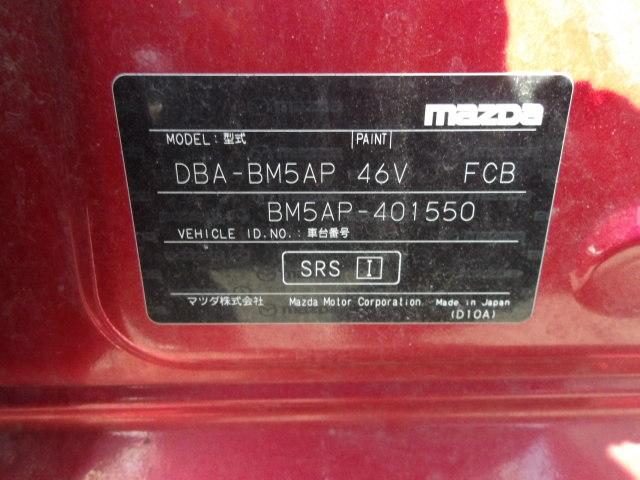 mazda
MODEL: 型式 PAINT
DBA-BM5AP 46V FCB
BM5AP-401550
VEHICLE ID.NO.: 車台番号
SRS I
マツダ株式会社 Mazda Motor Corporation Made in Japan
(D10A)